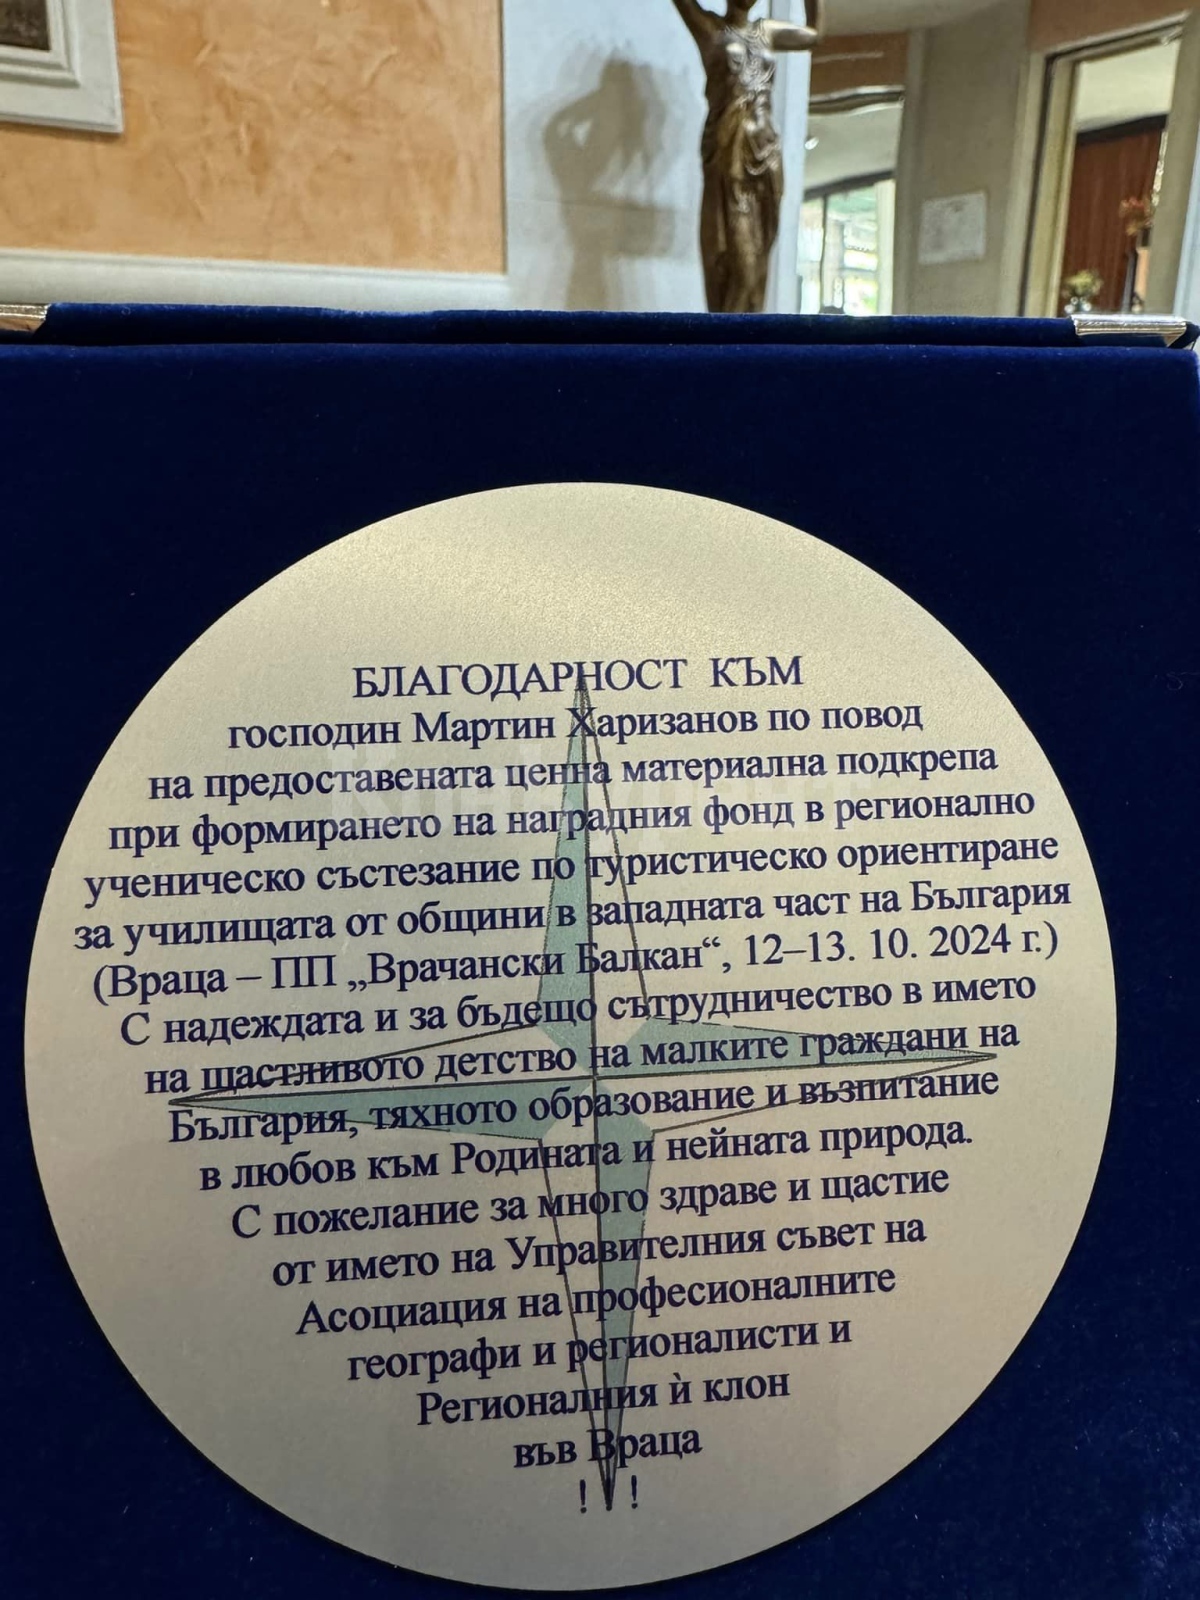 БЛАГОДАРНОСТ КЪМ
господин Мартин Харизанов по повод
на предоставената ценна материална подкрепа
при формирането на наградния фонд в регионално
ученическо състезание по туристическо ориентиране
за училищата от общини в западната част на България
(Враца – ПП „Врачански Балкан“, 12–13. 10. 2024 г.)
С надеждата и за бъдещо сътрудничество в името
на щастливото детство на малките граждани на
България, тяхното образование и възпитание
в любов към Родината и нейната природа.
С пожелание за много здраве и щастие
от името на Управителния съвет на
Асоциация на професионалните
географи и регионалисти и
Регионалния ѝ клон
във Враца
! !